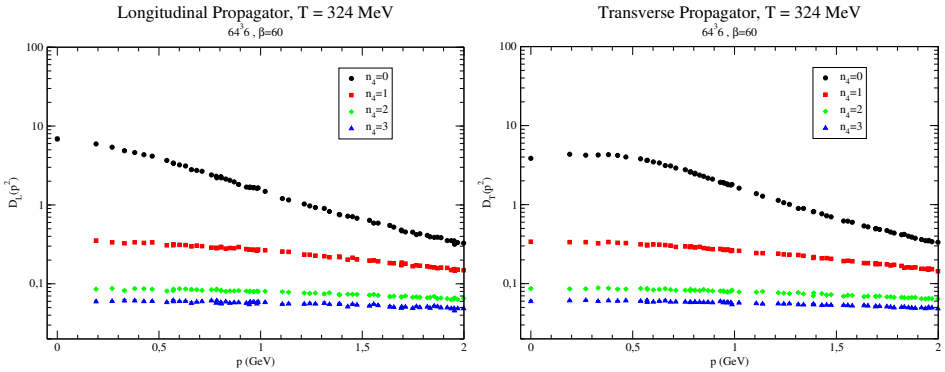 Longitudinal Propagator, T = 324 MeV
64³6 , β=60
100
10
1
0,1
D_L(p²)
n₄=0
n₄=1
n₄=2
n₄=3
0
0,5
1
1,5
2
p (GeV)
Transverse Propagator, T = 324 MeV
64³6 , β=60
100
10
1
0,1
D_T(p²)
n₄=0
n₄=1
n₄=2
n₄=3
0
0,5
1
1,5
2
p (GeV)